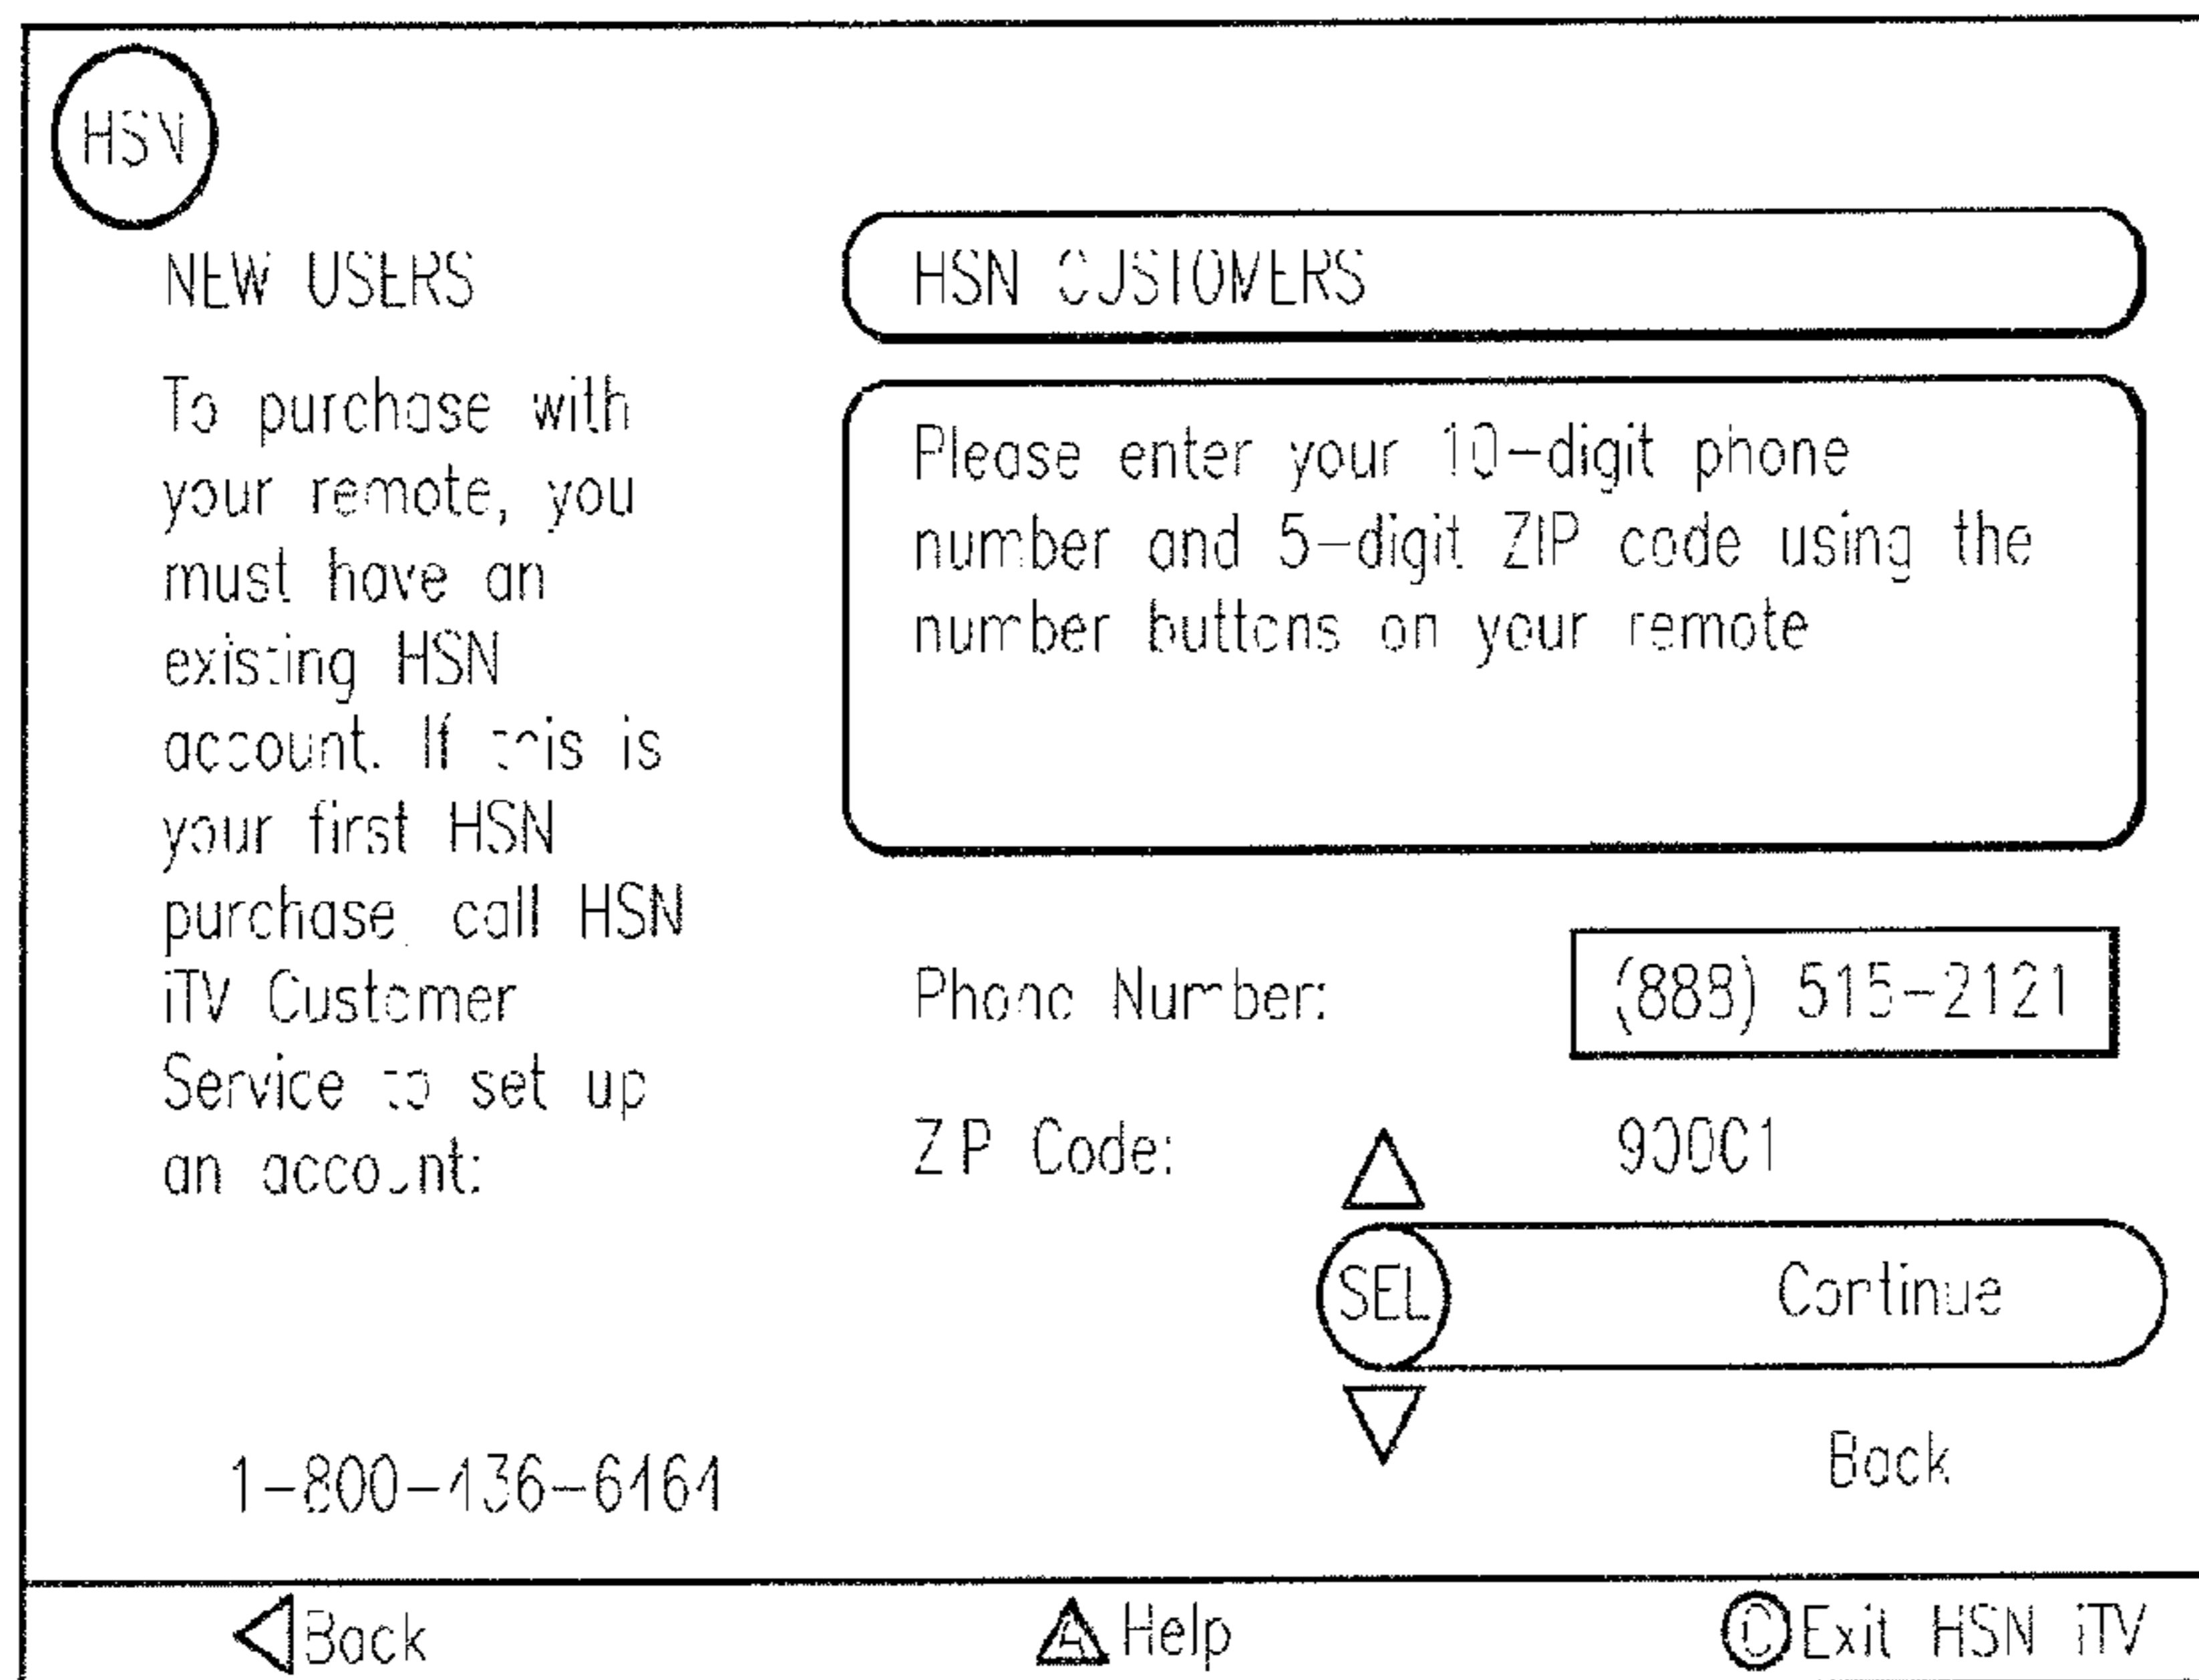 HSN
NEW USERS
To purchase with
your remote, you
must have an
existing HSN
account. If this is
your first HSN
purchase, call HSN
iTV Customer
Service to set up
an account:
1-800-436-6464
HSN CUSTOMERS
Please enter your 10-digit phone
number and 5-digit ZIP code using the
number buttons on your remote
Phone Number: (888) 515-2121
ZIP Code: 90001
SEL Continue
Back
Back A Help C Exit HSN iTV